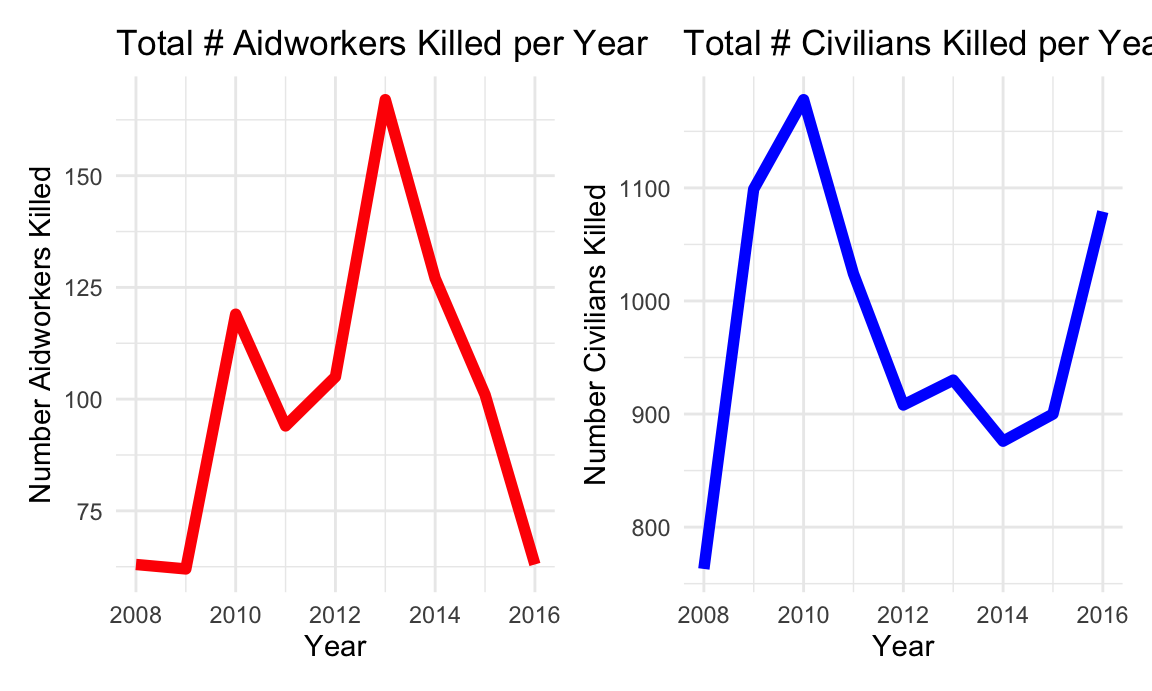 Total # Aidworkers Killed per Year
Number Aidworkers Killed
150
125
100
75
2008 2010 2012 2014 2016
Year
Total # Civilians Killed per Yea
Number Civilians Killed
1100
1000
900
800
2008 2010 2012 2014 2016
Year